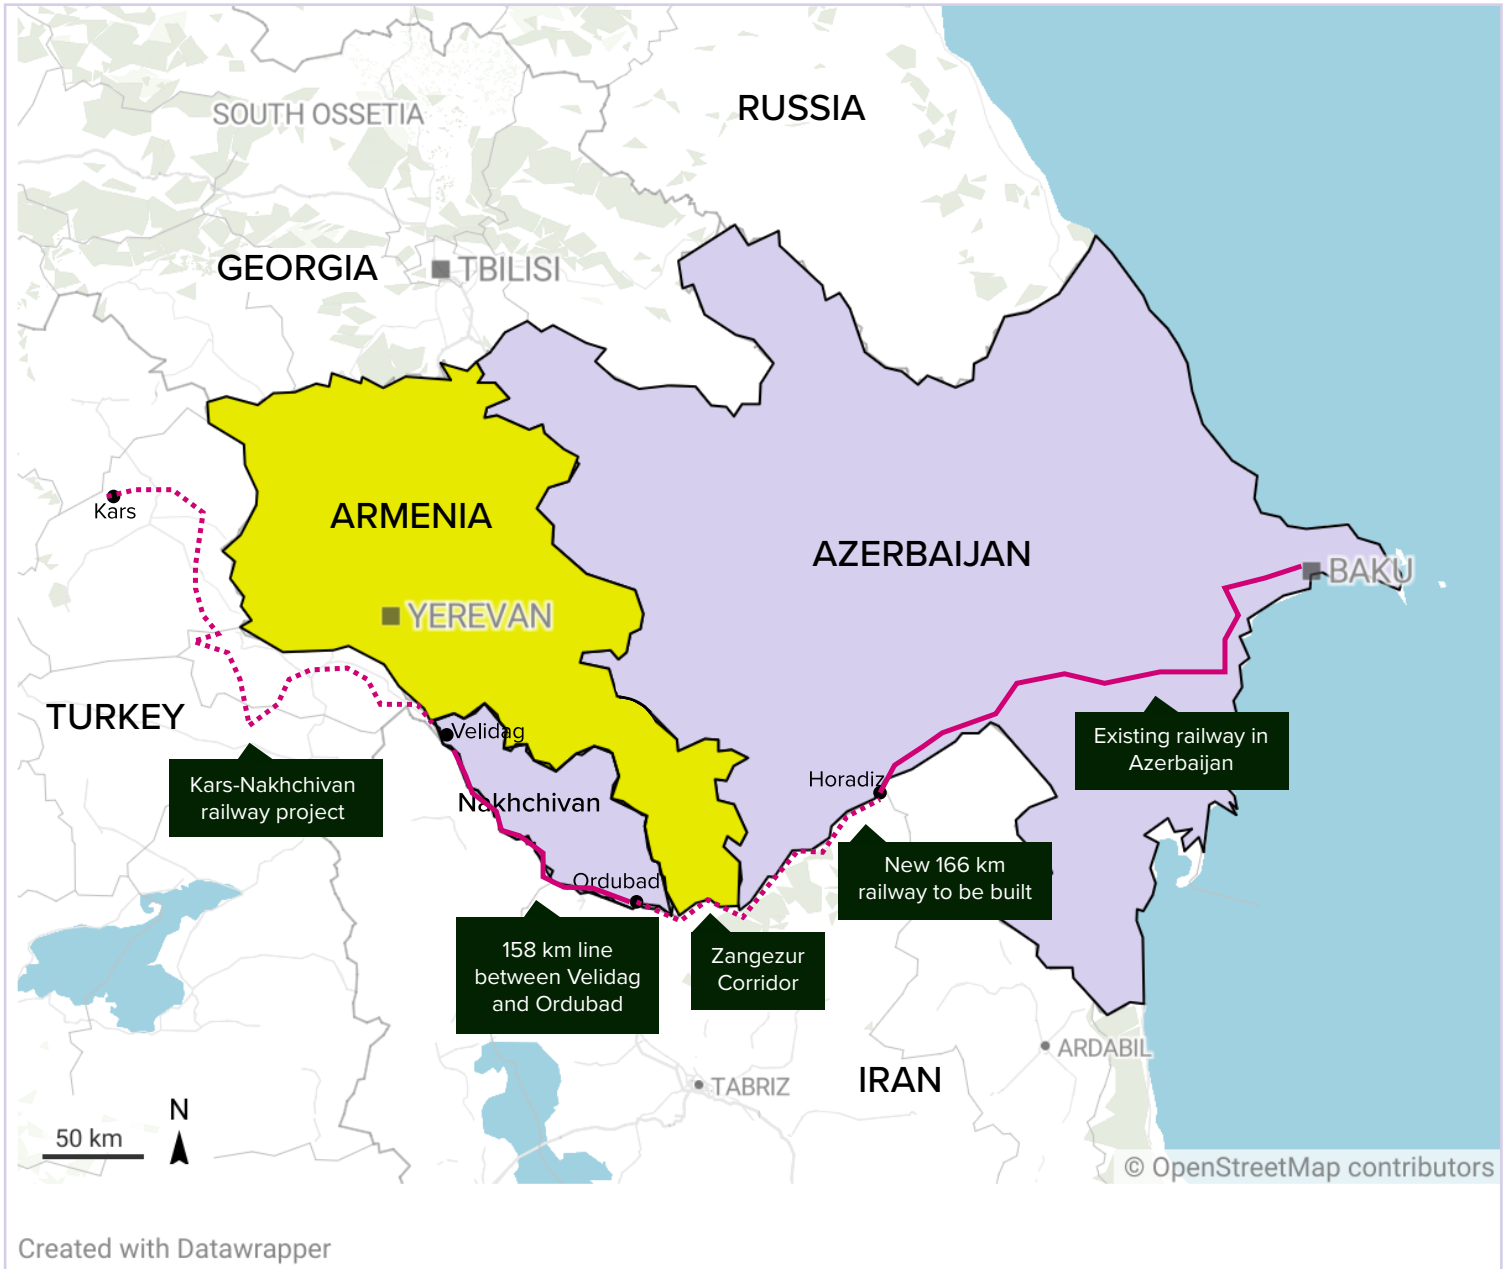 RUSSIA
SOUTH OSSETIA
GEORGIA
TBILISI
Kars
ARMENIA
AZERBAIJAN
BAKU
YEREVAN
TURKEY
Velidag
Existing railway in
Azerbaijan
Kars-Nakhchivan
railway project
Nakhchivan
Horadiz
New 166 km
railway to be built
Ordubad
158 km line
between Velidag
and Ordubad
Zangezur
Corridor
ARDABIL
IRAN
TABRIZ
N
50 km
© OpenStreetMap contributors
Created with Datawrapper